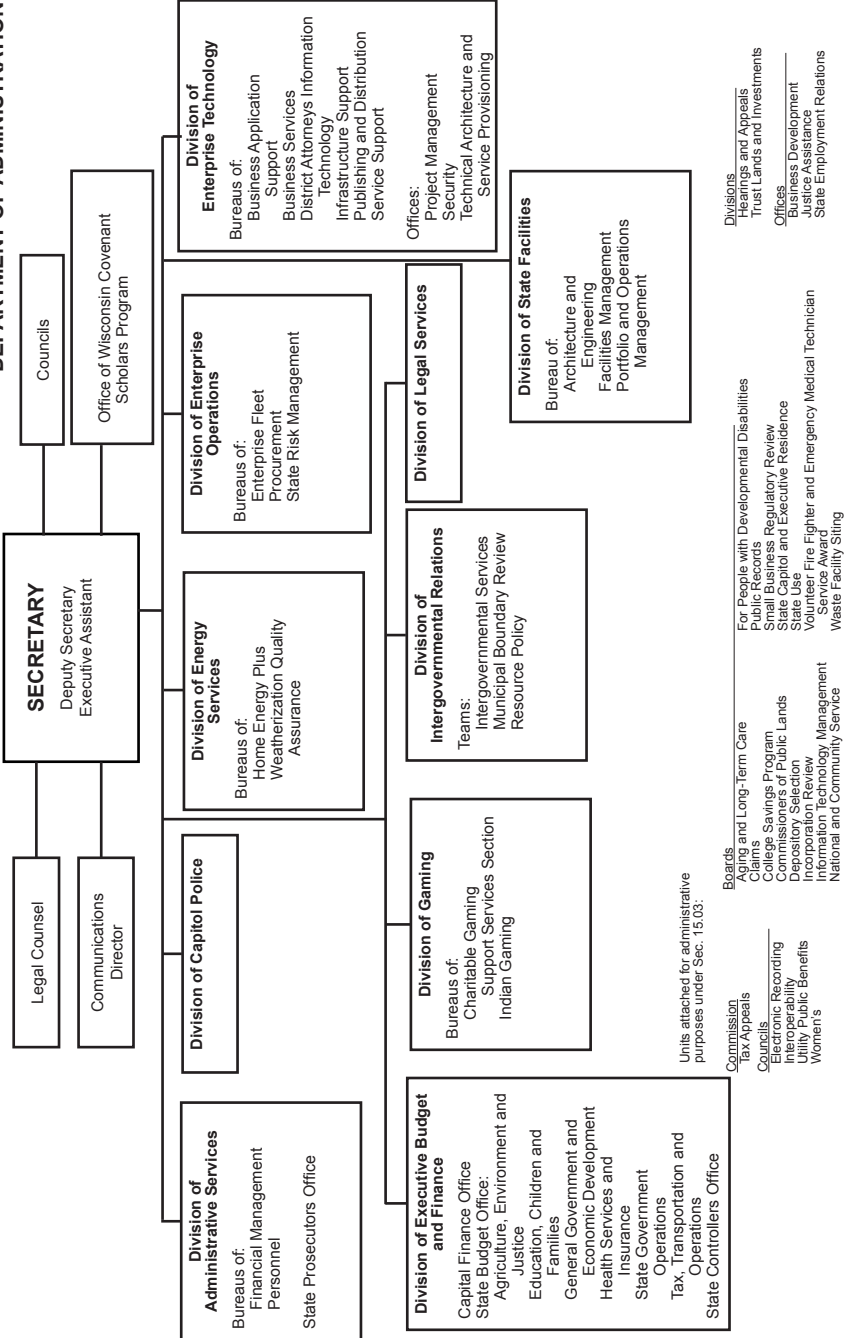 DEPARTMENT OF ADMINISTRATION
Legal Counsel
Communications
Director
SECRETARY
Deputy Secretary
Executive Assistant
Councils
Office of Wisconsin Covenant
Scholars Program
Division of
Administrative Services
Bureaus of:
Financial Management
Personnel
State Prosecutors Office
Division of Capitol Police
Division of Energy
Services
Bureaus of:
Home Energy Plus
Weatherization Quality
Assurance
Division of Enterprise
Operations
Bureaus of:
Enterprise Fleet
Procurement
State Risk Management
Division of
Enterprise Technology
Bureaus of:
Business Application
Support
Business Services
District Attorneys Information
Technology
Infrastructure Support
Publishing and Distribution
Service Support
Offices:
Project Management
Security
Technical Architecture and
Service Provisioning
Division of Executive Budget
and Finance
Capital Finance Office
State Budget Office:
Agriculture, Environment and
Justice
Education, Children and
Families
General Government and
Economic Development
Health Services and
Insurance
State Government
Operations
Tax, Transportation and
Operations
State Controllers Office
Division of Gaming
Bureaus of:
Charitable Gaming
Support Services Section
Indian Gaming
Division of
Intergovernmental Relations
Teams:
Intergovernmental Services
Municipal Boundary Review
Resource Policy
Division of Legal Services
Division of State Facilities
Bureau of:
Architecture and
Engineering
Facilities Management
Portfolio and Operations
Management
Units attached for administrative
purposes under Sec. 15.03:
Commission
Tax Appeals
Councils
Electronic Recording
Interoperability
Utility Public Benefits
Women's
Boards
Aging and Long-Term Care
Claims
College Savings Program
Commissioners of Public Lands
Depository Selection
Incorporation Review
Information Technology Management
National and Community Service
For People with Developmental Disabilities
Public Records
Small Business Regulatory Review
State Capitol and Executive Residence
State Use
Volunteer Fire Fighter and Emergency Medical Technician
Service Award
Waste Facility Siting
Divisions
Hearings and Appeals
Trust Lands and Investments
Offices
Business Development
Justice Assistance
State Employment Relations